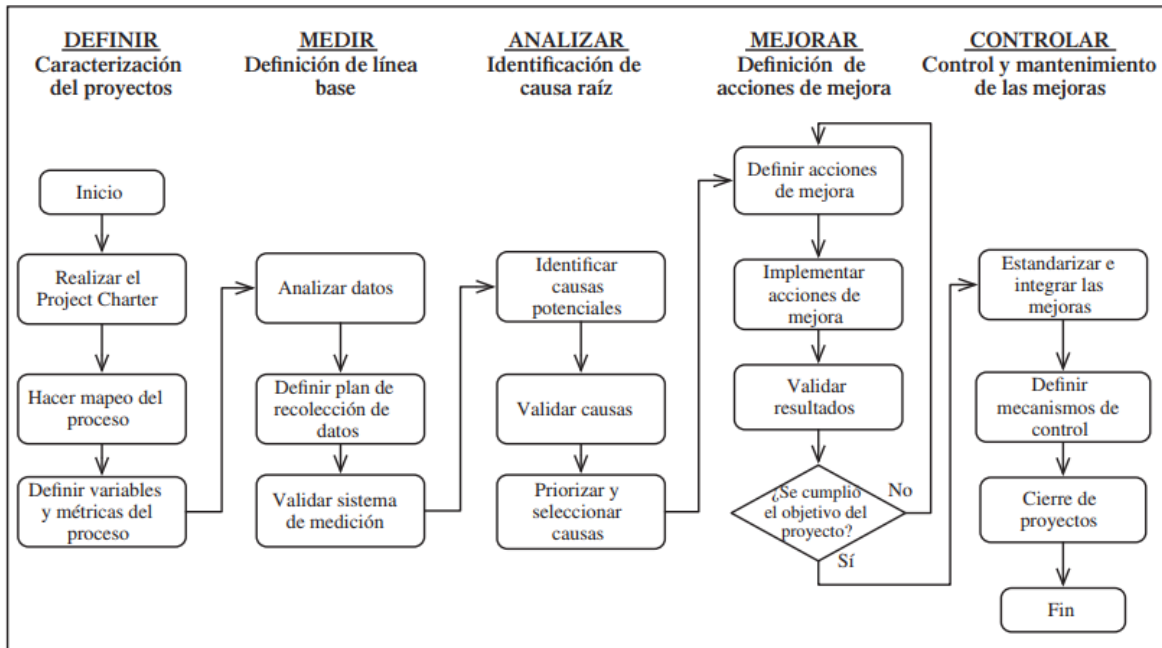 DEFINIR
Caracterización
del proyectos
Inicio
Realizar el
Project Charter
Hacer mapeo del
proceso
Definir variables
y métricas del
proceso
MEDIR
Definición de línea
base
Analizar datos
Definir plan de
recolección de
datos
Validar sistema
de medición
ANALIZAR
Identificación de
causa raíz
Identificar
causas
potenciales
Validar causas
Priorizar y
seleccionar
causas
MEJORAR
Definición de
acciones de mejora
Definir acciones
de mejora
Implementar
acciones de
mejora
Validar
resultados
¿Se cumplio
el objetivo del
proyecto?
No
Sí
CONTROLAR
Control y mantenimiento
de las mejoras
Estandarizar e
integrar las
mejoras
Definir
mecanismos de
control
Cierre de
proyectos
Fin